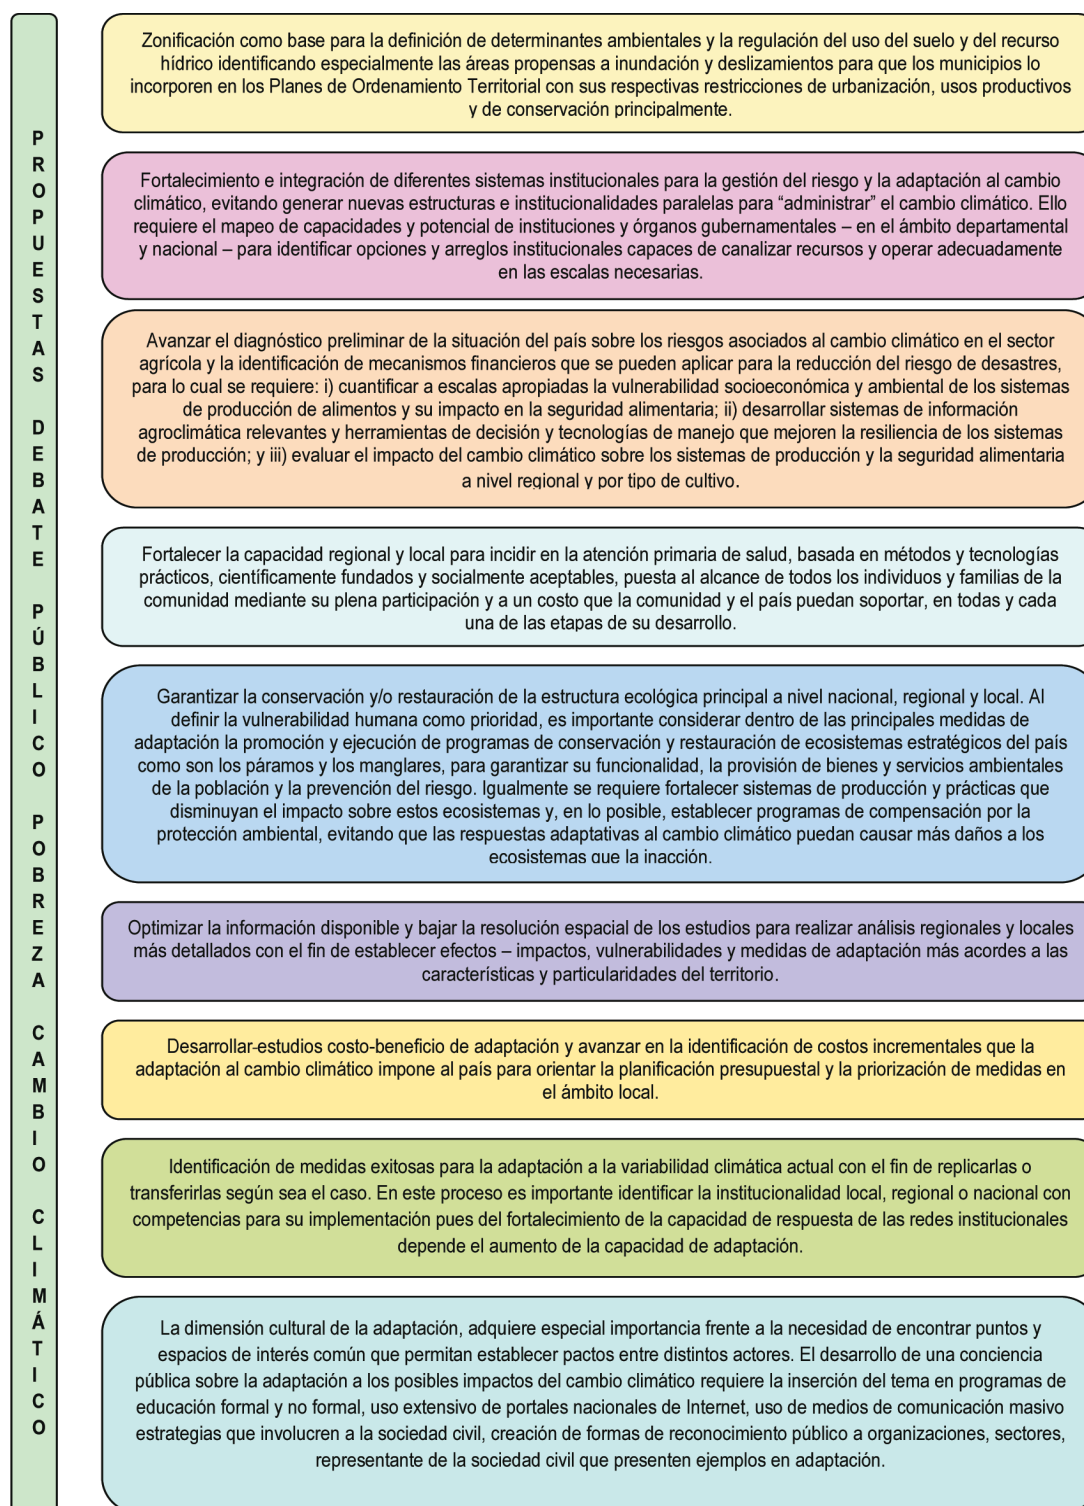 PROPUESTAS DEBATE PÚBLICO POBREZA CAMBIO CLIMÁTICO
Zonificación como base para la definición de determinantes ambientales y la regulación del uso del suelo y del recurso
hídrico identificando especialmente las áreas propensas a inundación y deslizamientos para que los municipios lo
incorporen en los Planes de Ordenamiento Territorial con sus respectivas restricciones de urbanización, usos productivos
y de conservación principalmente.
Fortalecimiento e integración de diferentes sistemas institucionales para la gestión del riesgo y la adaptación al cambio
climático, evitando generar nuevas estructuras e institucionalidades paralelas para “administrar” el cambio climático. Ello
requiere el mapeo de capacidades y potencial de instituciones y órganos gubernamentales – en el ámbito departamental
y nacional – para identificar opciones y arreglos institucionales capaces de canalizar recursos y operar adecuadamente
en las escalas necesarias.
Avanzar el diagnóstico preliminar de la situación del país sobre los riesgos asociados al cambio climático en el sector
agrícola y la identificación de mecanismos financieros que se pueden aplicar para la reducción del riesgo de desastres,
para lo cual se requiere: i) cuantificar a escalas apropiadas la vulnerabilidad socioeconómica y ambiental de los sistemas
de producción de alimentos y su impacto en la seguridad alimentaria; ii) desarrollar sistemas de información
agroclimática relevantes y herramientas de decisión y tecnologías de manejo que mejoren la resiliencia de los sistemas
de producción; y iii) evaluar el impacto del cambio climático sobre los sistemas de producción y la seguridad alimentaria
a nivel regional y por tipo de cultivo.
Fortalecer la capacidad regional y local para incidir en la atención primaria de salud, basada en métodos y tecnologías
prácticos, científicamente fundados y socialmente aceptables, puesta al alcance de todos los individuos y familias de la
comunidad mediante su plena participación y a un costo que la comunidad y el país puedan soportar, en todas y cada
una de las etapas de su desarrollo.
Garantizar la conservación y/o restauración de la estructura ecológica principal a nivel nacional, regional y local. Al
definir la vulnerabilidad humana como prioridad, es importante considerar dentro de las principales medidas de
adaptación la promoción y ejecución de programas de conservación y restauración de ecosistemas estratégicos del país
como son los páramos y los manglares, para garantizar su funcionalidad, la provisión de bienes y servicios ambientales
de la población y la prevención del riesgo. Igualmente se requiere fortalecer sistemas de producción y prácticas que
disminuyan el impacto sobre estos ecosistemas y, en lo posible, establecer programas de compensación por la
protección ambiental, evitando que las respuestas adaptativas al cambio climático puedan causar más daños a los
ecosistemas que la inacción.
Optimizar la información disponible y bajar la resolución espacial de los estudios para realizar análisis regionales y locales
más detallados con el fin de establecer efectos – impactos, vulnerabilidades y medidas de adaptación más acordes a las
características y particularidades del territorio.
Desarrollar-estudios costo-beneficio de adaptación y avanzar en la identificación de costos incrementales que la
adaptación al cambio climático impone al país para orientar la planificación presupuestal y la priorización de medidas en
el ámbito local.
Identificación de medidas exitosas para la adaptación a la variabilidad climática actual con el fin de replicarlas o
transferirlas según sea el caso. En este proceso es importante identificar la institucionalidad local, regional o nacional con
competencias para su implementación pues del fortalecimiento de la capacidad de respuesta de las redes institucionales
depende el aumento de la capacidad de adaptación.
La dimensión cultural de la adaptación, adquiere especial importancia frente a la necesidad de encontrar puntos y
espacios de interés común que permitan establecer pactos entre distintos actores. El desarrollo de una conciencia
pública sobre la adaptación a los posibles impactos del cambio climático requiere la inserción del tema en programas de
educación formal y no formal, uso extensivo de portales nacionales de Internet, uso de medios de comunicación masivo
estrategias que involucren a la sociedad civil, creación de formas de reconocimiento público a organizaciones, sectores,
representante de la sociedad civil que presenten ejemplos en adaptación.